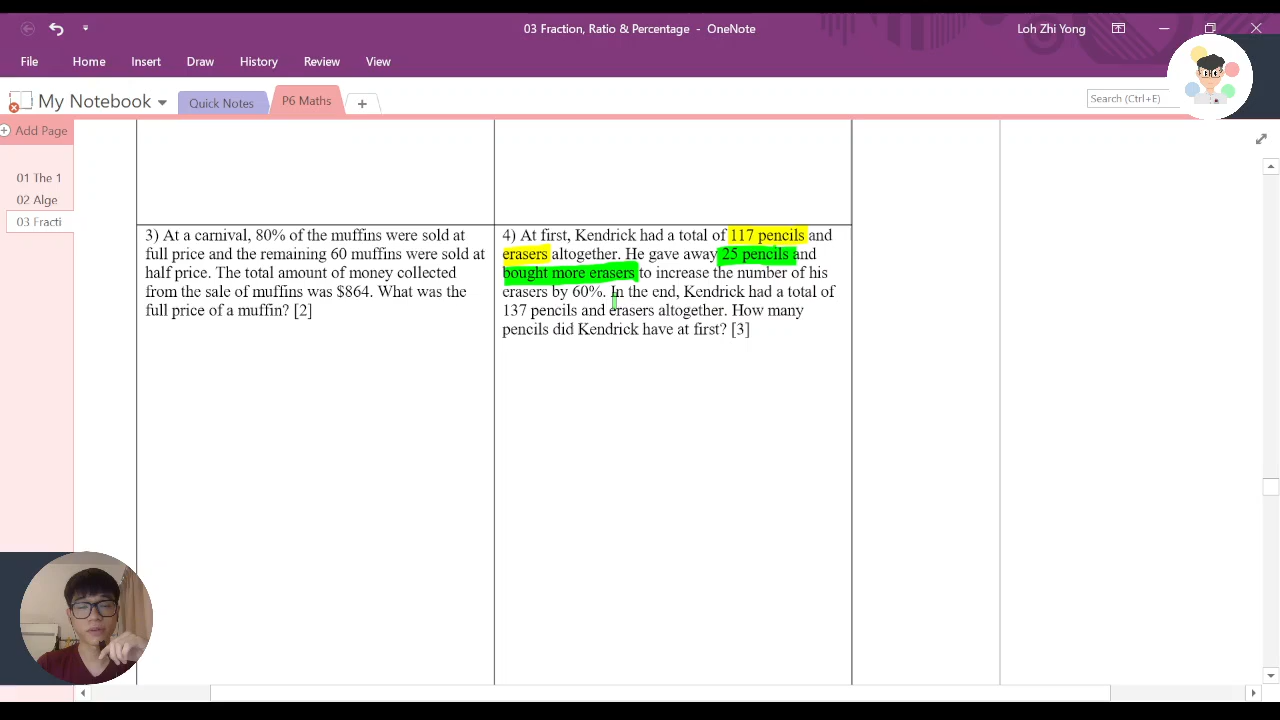 03 Fraction, Ratio & Percentage - OneNote
Loh Zhi Yong
File
Home
Insert
Draw
History
Review
View
My Notebook
Quick Notes
P6 Maths
Search (Ctrl+E)
Add Page
01 The 1
02 Alge
03 Fracti
3) At a carnival, 80% of the muffins were sold at
full price and the remaining 60 muffins were sold at
half price. The total amount of money collected
from the sale of muffins was $864. What was the
full price of a muffin? [2]
4) At first, Kendrick had a total of 117 pencils and
erasers altogether. He gave away 25 pencils and
bought more erasers to increase the number of his
erasers by 60%. In the end, Kendrick had a total of
137 pencils and erasers altogether. How many
pencils did Kendrick have at first? [3]